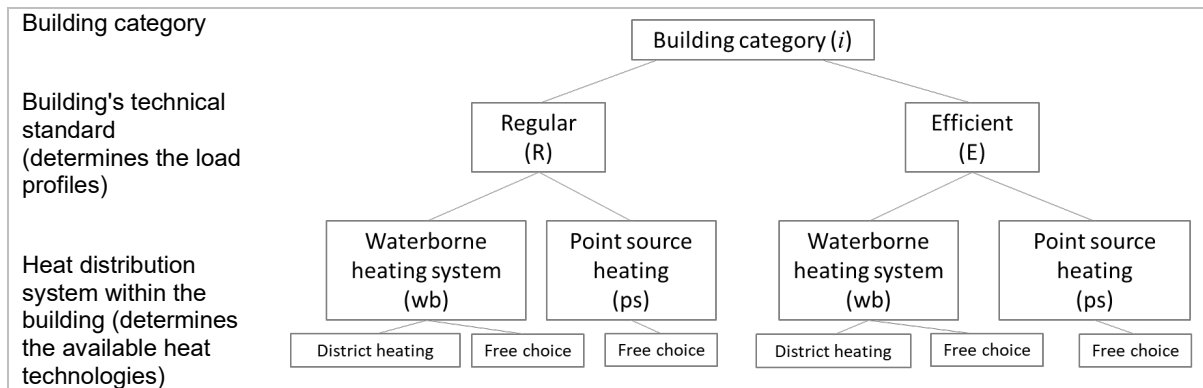 Building category
Building category (i)
Building's technical
standard
(determines the load
profiles)
Regular
(R)
Efficient
(E)
Heat distribution
system within the
building (determines
the available heat
technologies)
Waterborne
heating system
(wb)
Point source
heating
(ps)
Waterborne
heating system
(wb)
Point source
heating
(ps)
District heating
Free choice
Free choice
District heating
Free choice
Free choice